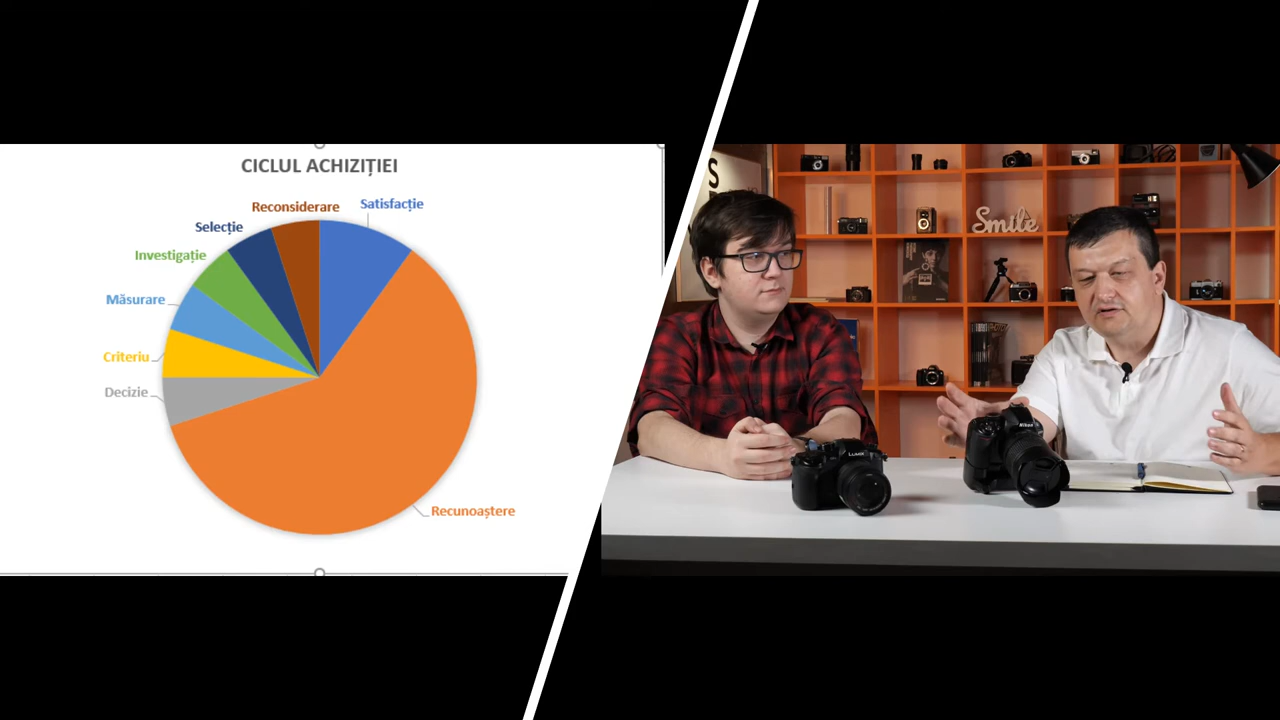 CICLUL ACHIZIȚIEI
Reconsiderare
Satisfacție
Selecție
Investigație
Măsurare
Criteriu
Decizie
Recunoaștere
S
Smile
LUMIX
Nikon